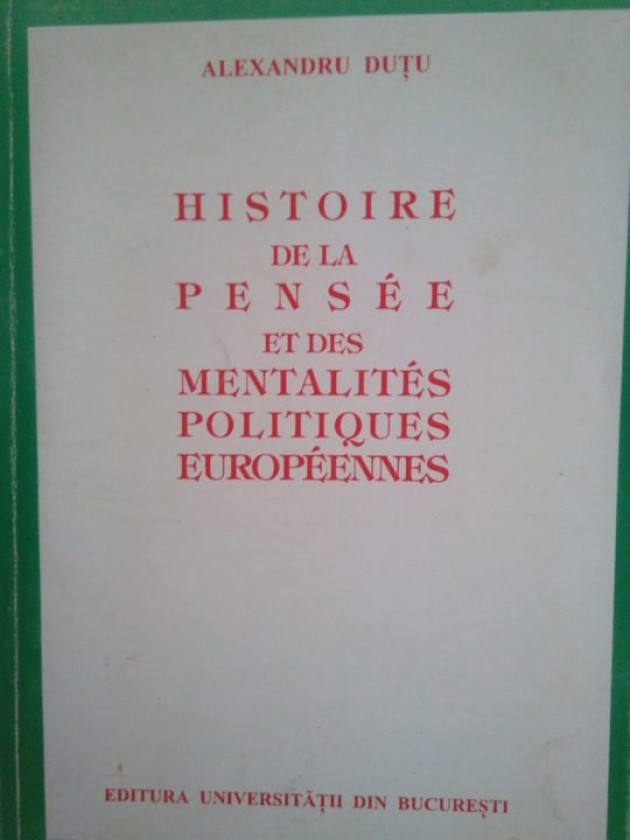 ALEXANDRU DUȚU
HISTOIRE
DE LA
PENSÉE
ET DES
MENTALITÉS
POLITIQUES
EUROPÉENNES
EDITURA UNIVERSITĂȚII DIN BUCUREȘTI